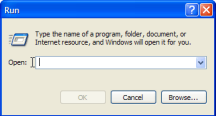 Run
Type the name of a program, folder, document, or
Internet resource, and Windows will open it for you.
Open:
OK
Cancel
Browse...